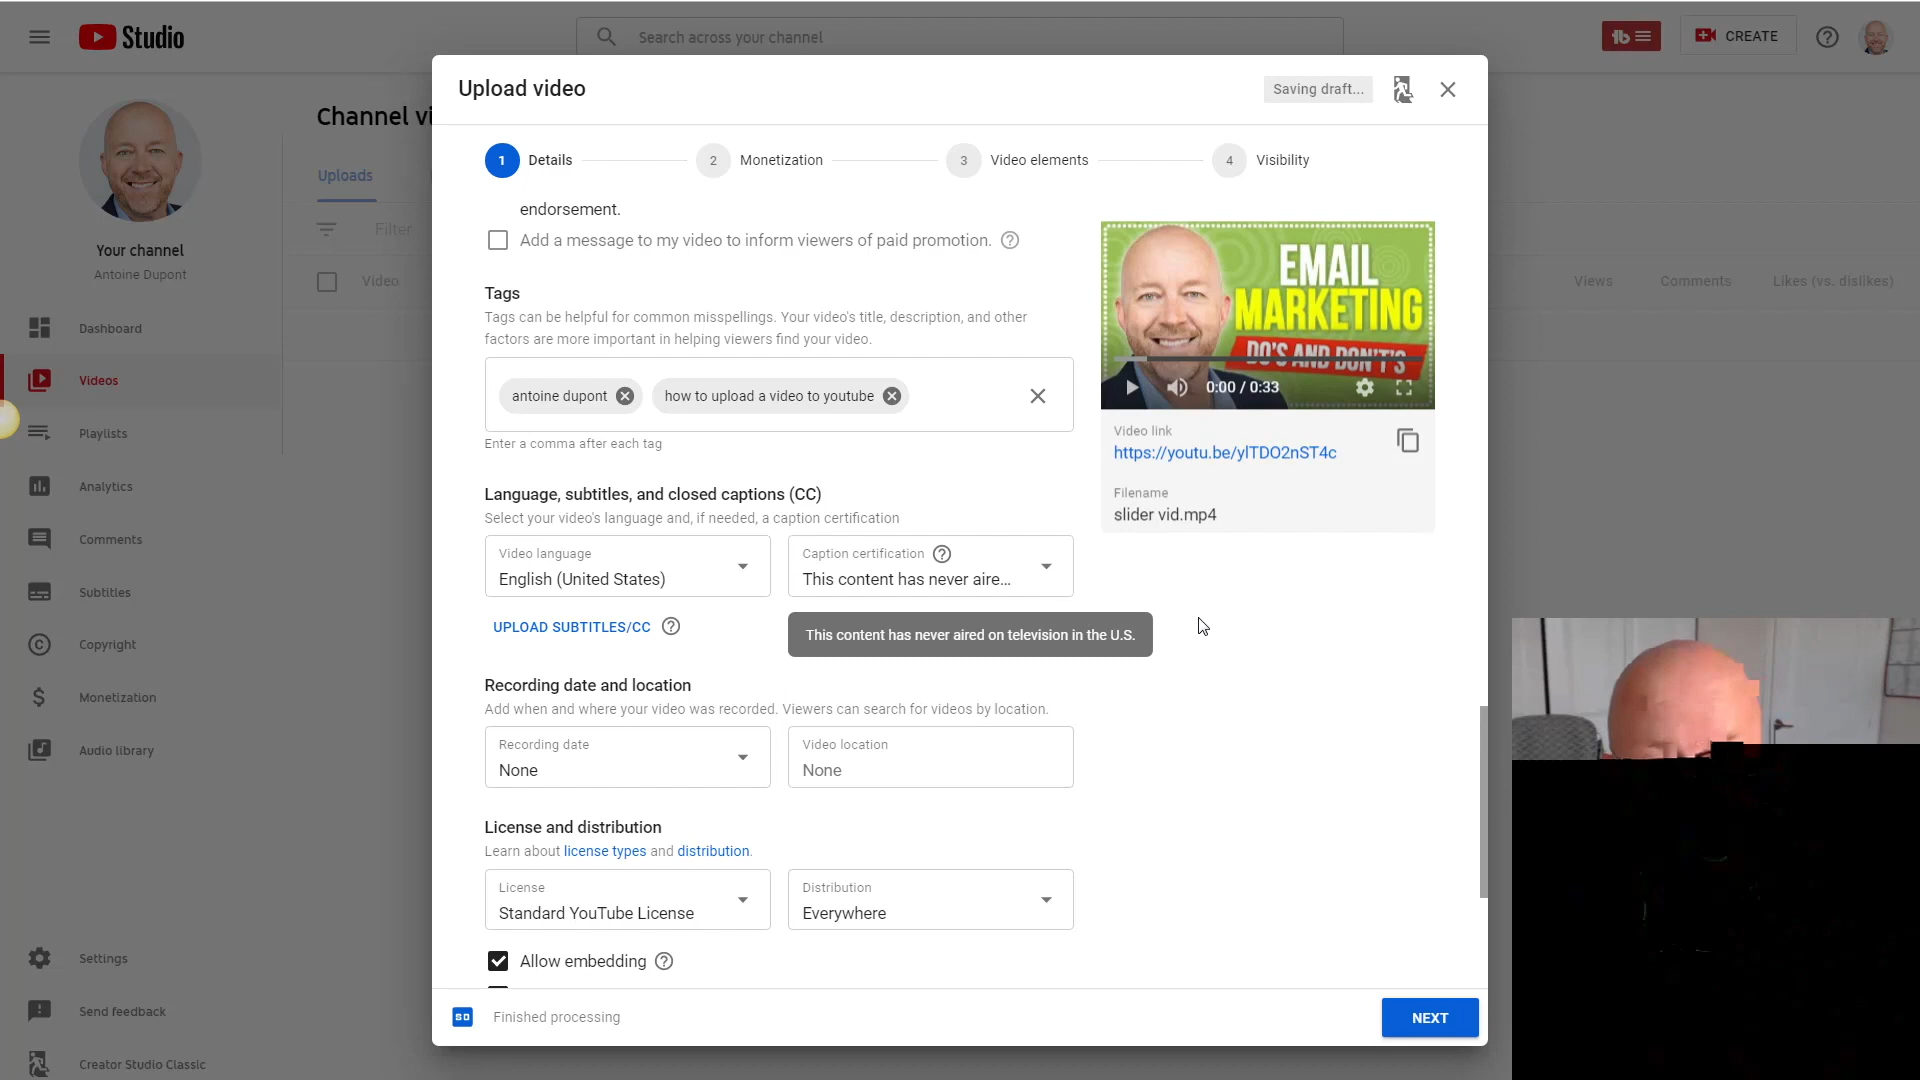 Studio
Search across your channel
CREATE
Channel vi
Your channel
Antoine Dupont
Uploads
Filter
Video
Views
Comments
Likes (vs. dislikes)
Dashboard
Videos
Playlists
Analytics
Comments
Subtitles
Copyright
Monetization
Audio library
Settings
Send feedback
Creator Studio Classic
Upload video
Saving draft...
1 Details
2 Monetization
3 Video elements
4 Visibility
endorsement.
Add a message to my video to inform viewers of paid promotion.
Tags
Tags can be helpful for common misspellings. Your video's title, description, and other
factors are more important in helping viewers find your video.
antoine dupont
how to upload a video to youtube
Enter a comma after each tag
Language, subtitles, and closed captions (CC)
Select your video's language and, if needed, a caption certification
Video language
English (United States)
Caption certification
This content has never aire...
UPLOAD SUBTITLES/CC
This content has never aired on television in the U.S.
Recording date and location
Add when and where your video was recorded. Viewers can search for videos by location.
Recording date
None
Video location
None
License and distribution
Learn about license types and distribution.
License
Standard YouTube License
Distribution
Everywhere
Allow embedding
SD
Finished processing
NEXT
EMAIL
MARKETING
DO'S AND DON'T'S
0:00 / 0:33
Video link
https://youtu.be/ylTDO2nST4c
Filename
slider vid.mp4